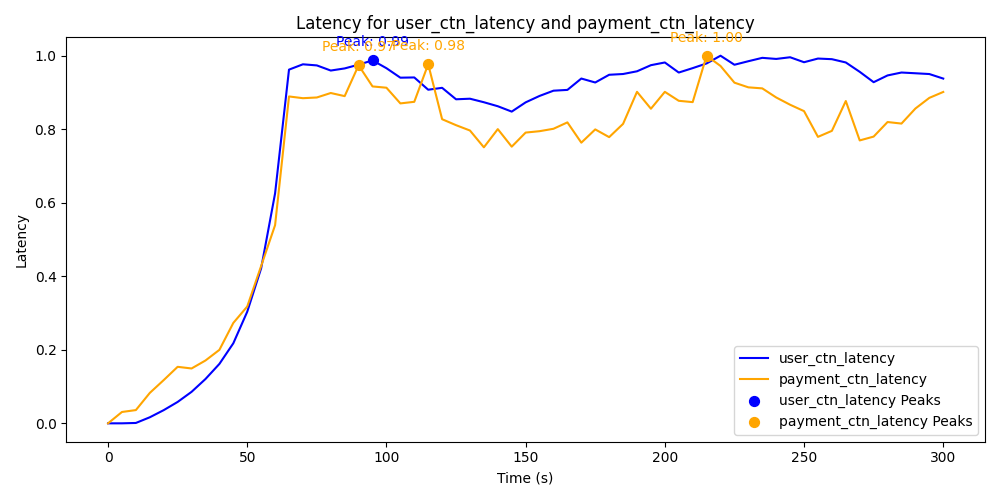 Latency for user_ctn_latency and payment_ctn_latency
Peak: 1.00
Peak: 0.99
Peak: 0.97
Peak: 0.98
1.0
0.8
0.6
0.4
0.2
0.0
Latency
0 50 100 150 200 250 300
Time (s)
user_ctn_latency
payment_ctn_latency
user_ctn_latency Peaks
payment_ctn_latency Peaks